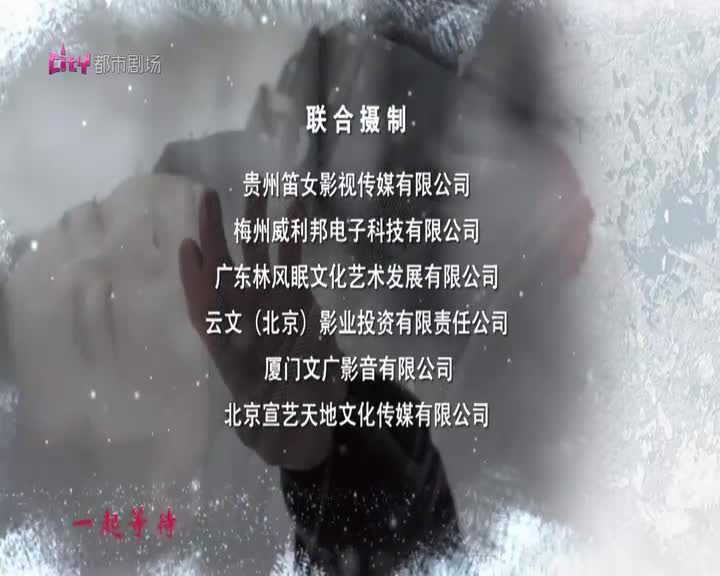 CITY 都市剧场
联合摄制
贵州笛女影视传媒有限公司
梅州威利邦电子科技有限公司
广东林风眠文化艺术发展有限公司
云文（北京）影业投资有限责任公司
厦门文广影音有限公司
北京宣艺天地文化传媒有限公司
一起等待